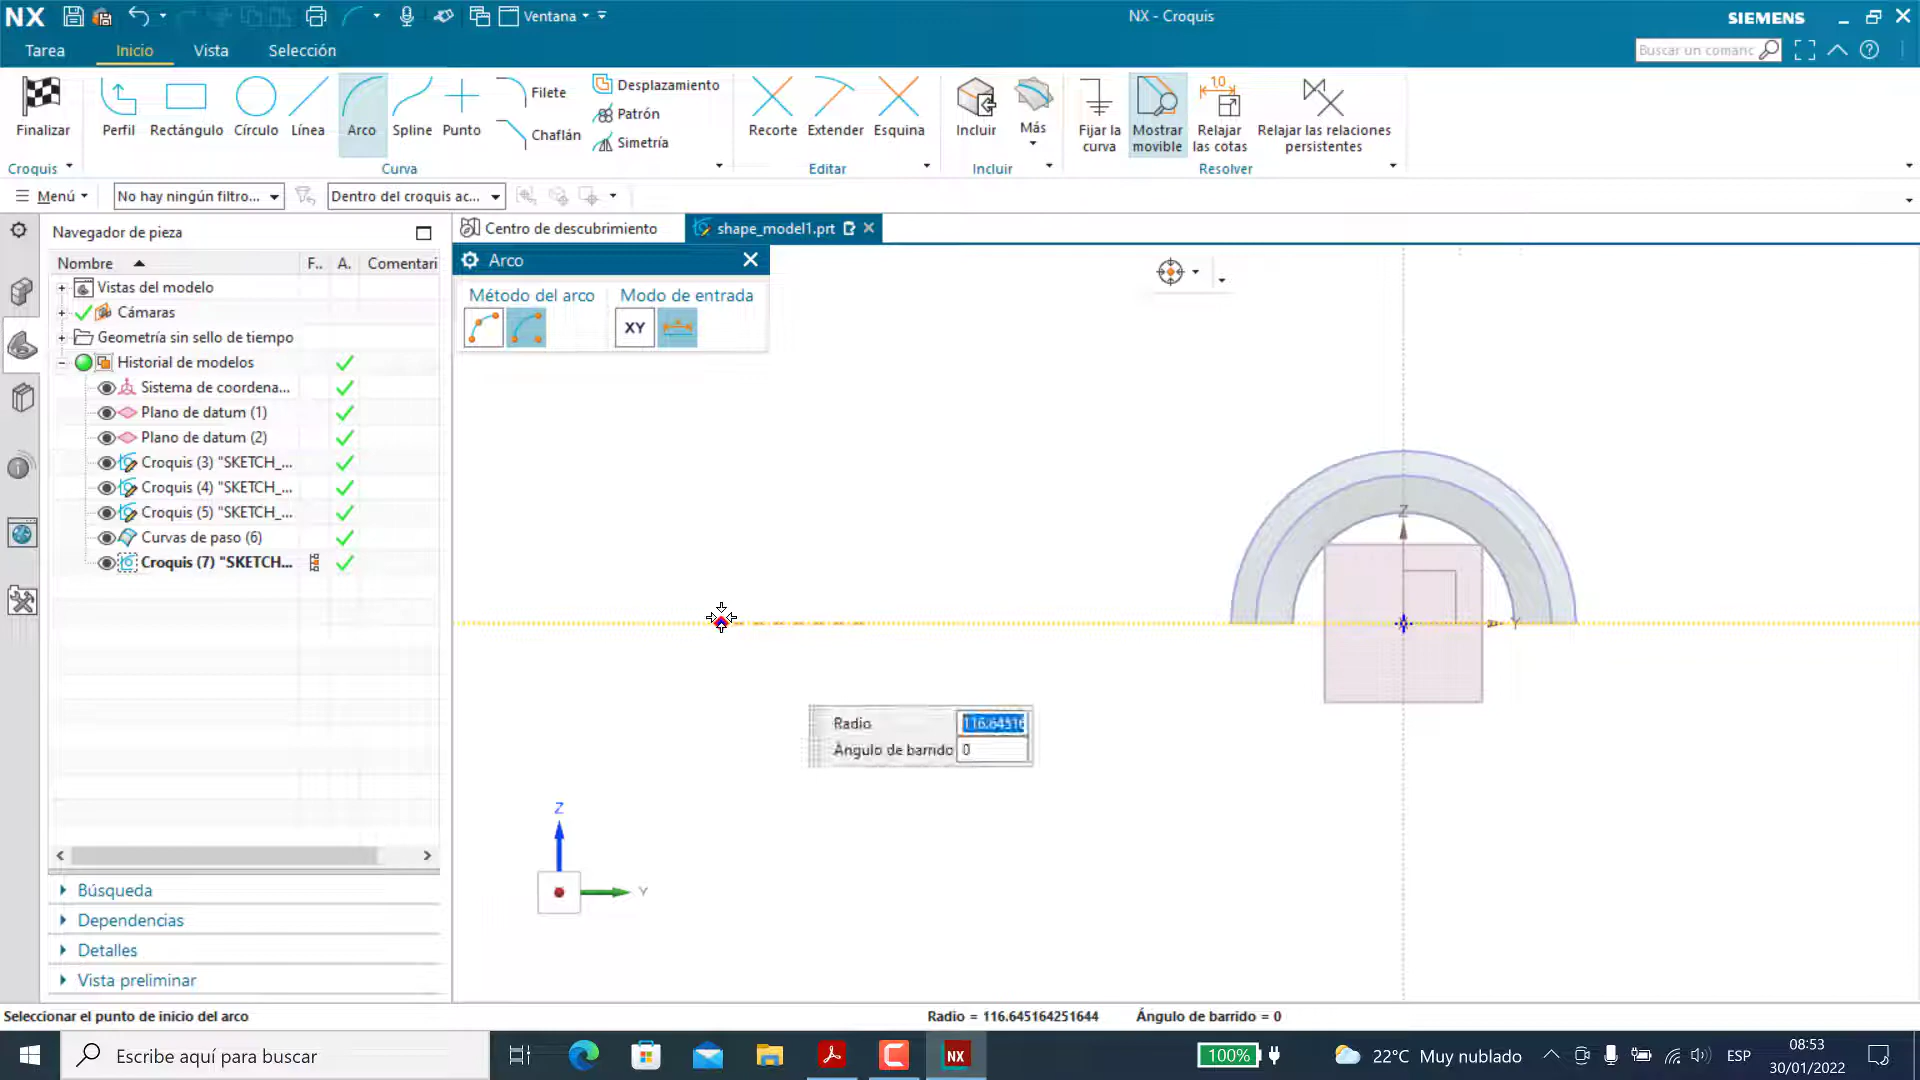 NX
Ventana
NX - Croquis
SIEMENS
Tarea
Inicio
Vista
Selección
Buscar un comanc
Finalizar
Perfil
Rectángulo
Círculo
Línea
Arco
Spline
Punto
Filete
Chaflán
Desplazamiento
Patrón
Simetría
Recorte
Extender
Esquina
Incluir
Más
Fijar la curva
Mostrar movible
10
Relajar las cotas
Relajar las relaciones persistentes
Croquis
Curva
Editar
Incluir
Resolver
Menú
No hay ningún filtro...
Dentro del croquis ac...
Navegador de pieza
Centro de descubrimiento
shape_model1.prt
Nombre
F..
A.
Comentari
Vistas del modelo
Cámaras
Geometría sin sello de tiempo
Historial de modelos
Sistema de coordena...
Plano de datum (1)
Plano de datum (2)
Croquis (3) "SKETCH_...
Croquis (4) "SKETCH_...
Croquis (5) "SKETCH_...
Curvas de paso (6)
Croquis (7) "SKETCH...
Arco
Método del arco
Modo de entrada
XY
Z
Y
Radio 116.64516
Ángulo de barrido 0
Z
Y
Búsqueda
Dependencias
Detalles
Vista preliminar
Seleccionar el punto de inicio del arco
Radio = 116.645164251644
Ángulo de barrido = 0
Escribe aquí para buscar
NX
100%
22°C Muy nublado
ESP
08:53
30/01/2022